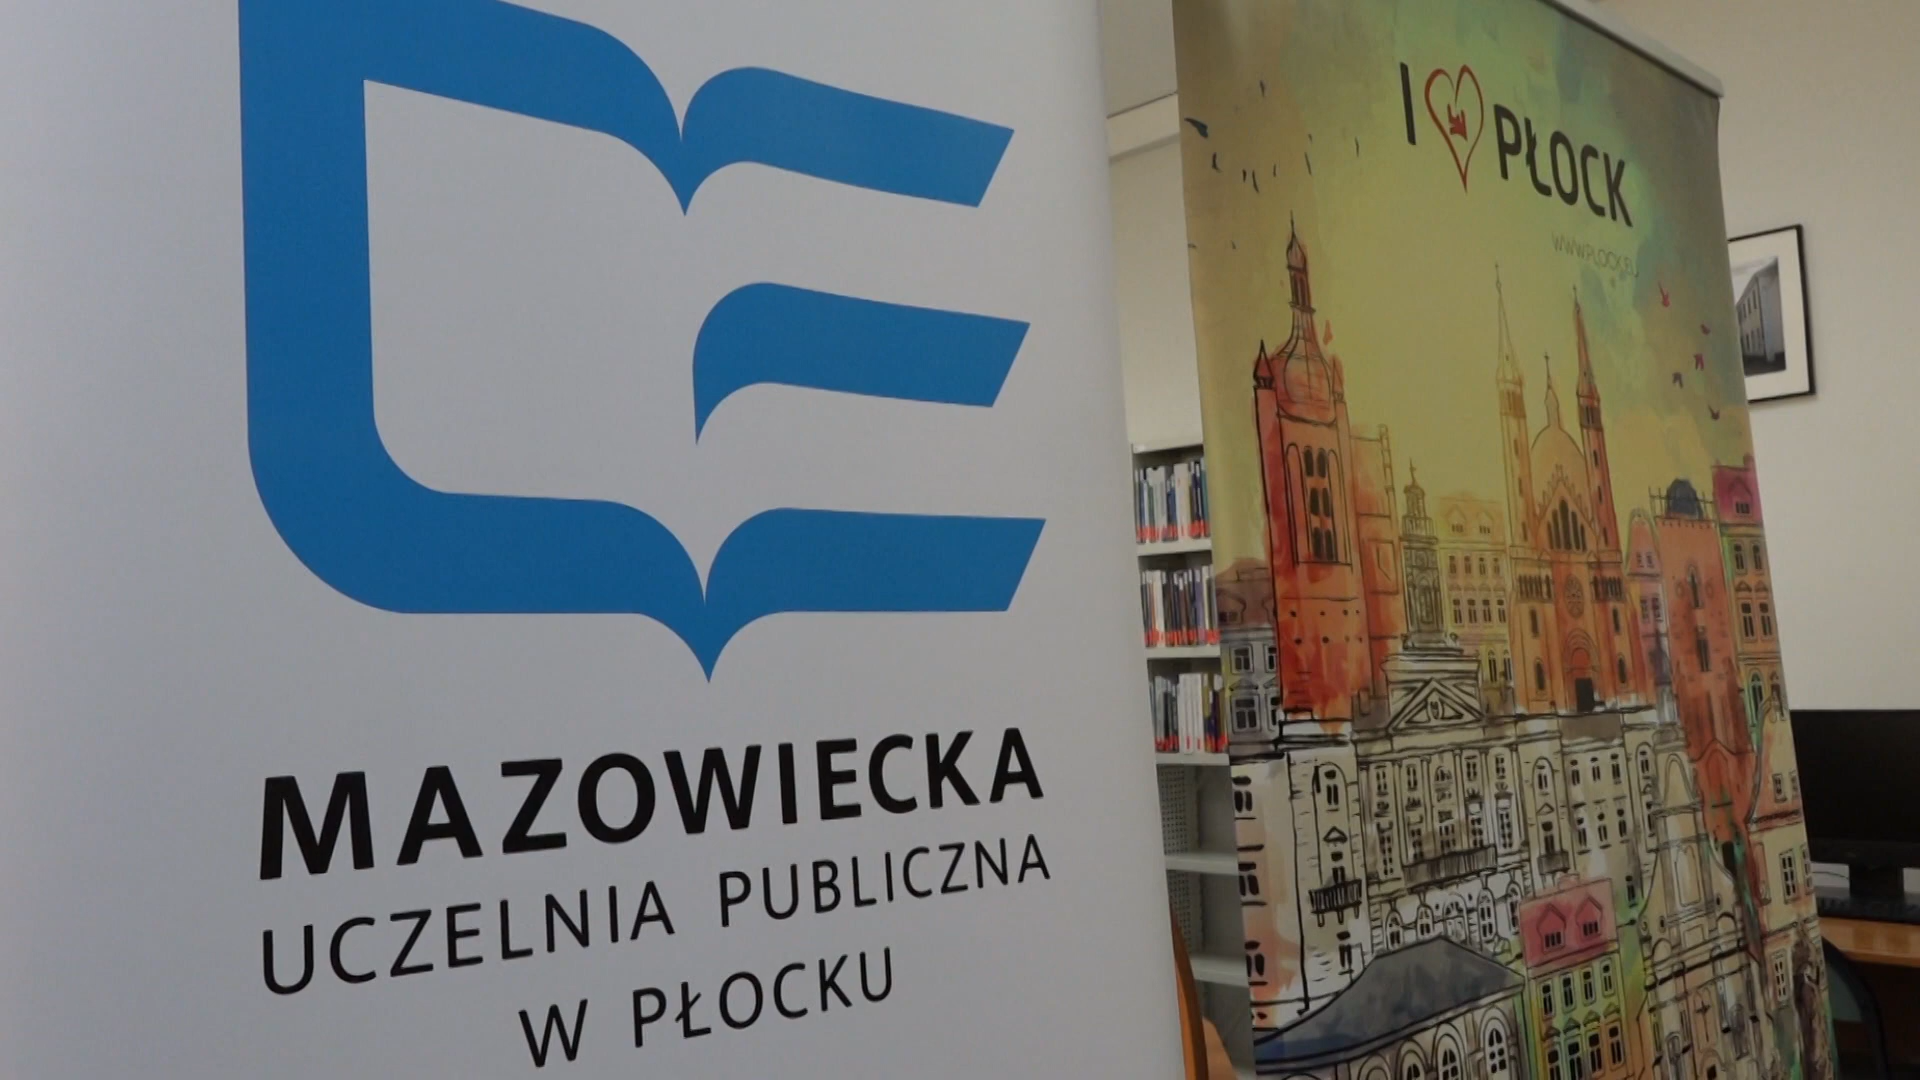 MAZOWIECKA
UCZELNIA PUBLICZNA
W PŁOCKU
I PŁOCK
WWW.PLOCK.EU